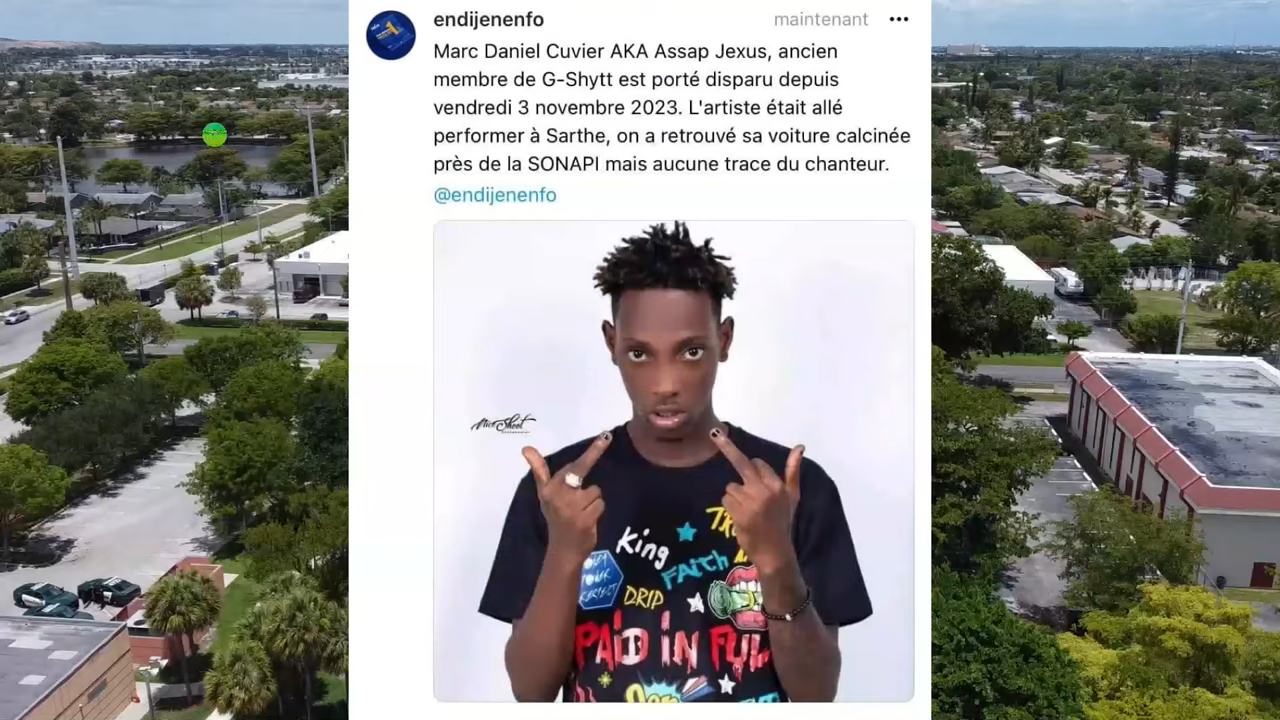 endijenenfo
maintenant
Marc Daniel Cuvier AKA Assap Jexus, ancien
membre de G-Shytt est porté disparu depuis
vendredi 3 novembre 2023. L'artiste était allé
performer à Sarthe, on a retrouvé sa voiture calcinée
près de la SONAPI mais aucune trace du chanteur.
@endijenenfo
King
FAITH
DRIP
PAID IN FUL